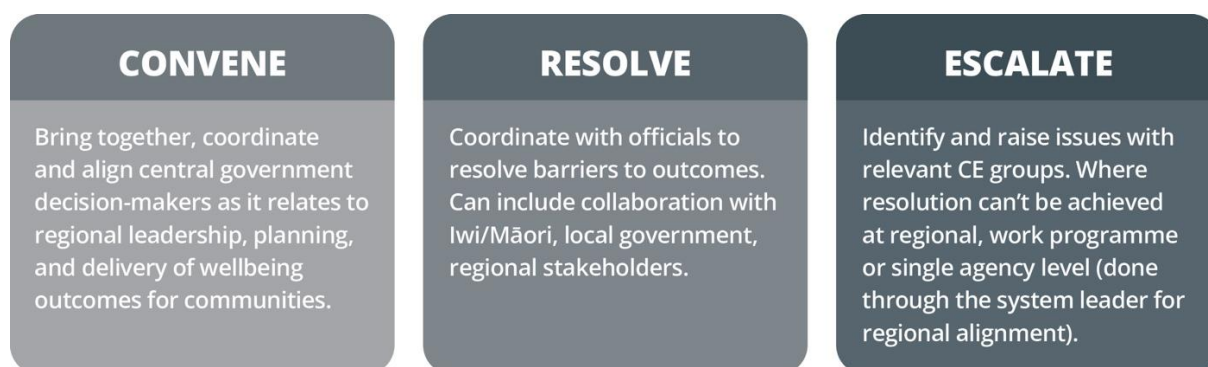 CONVENE
Bring together, coordinate
and align central government
decision-makers as it relates to
regional leadership, planning,
and delivery of wellbeing
outcomes for communities.
RESOLVE
Coordinate with officials to
resolve barriers to outcomes.
Can include collaboration with
Iwi/Māori, local government,
regional stakeholders.
ESCALATE
Identify and raise issues with
relevant CE groups. Where
resolution can’t be achieved
at regional, work programme
or single agency level (done
through the system leader for
regional alignment).